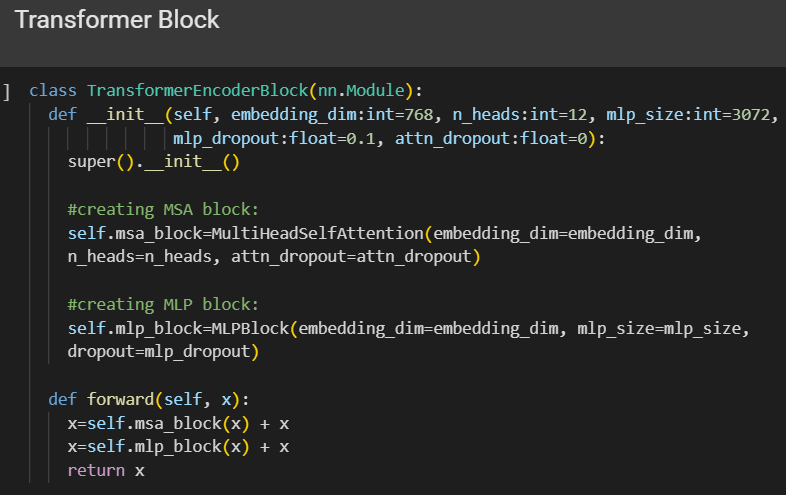 Transformer Block
] class TransformerEncoderBlock(nn.Module):
def __init__(self, embedding_dim:int=768, n_heads:int=12, mlp_size:int=3072,
mlp_dropout:float=0.1, attn_dropout:float=0):
super().__init__()
#creating MSA block:
self.msa_block=MultiHeadSelfAttention(embedding_dim=embedding_dim,
n_heads=n_heads, attn_dropout=attn_dropout)
#creating MLP block:
self.mlp_block=MLPBlock(embedding_dim=embedding_dim, mlp_size=mlp_size,
dropout=mlp_dropout)
def forward(self, x):
x=self.msa_block(x) + x
x=self.mlp_block(x) + x
return x